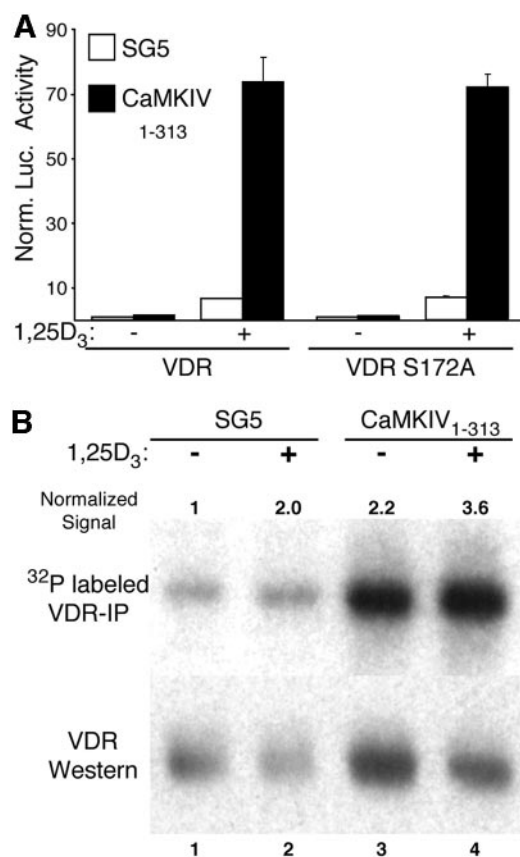 A
90
70
50
30
10
Norm. Luc. Activity
SG5
CaMKIV
1-313
1,25D3: - + - +
VDR VDR S172A
B
SG5 CaMKIV1-313
1,25D3: - + - +
Normalized Signal 1 2.0 2.2 3.6
32P labeled
VDR-IP
VDR
Western
1 2 3 4